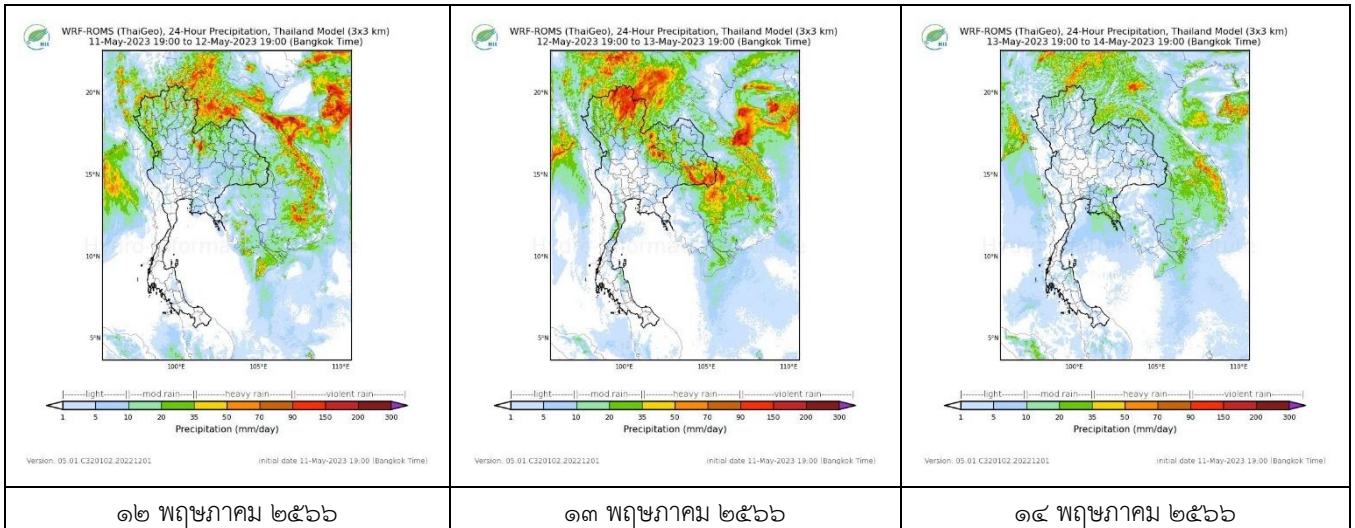 WRF-ROMS (ThaiGeo), 24-Hour Precipitation, Thailand Model (3x3 km)
11-May-2023 19:00 to 12-May-2023 19:00 (Bangkok Time)
HII
20°N
15°N
10°N
5°N
100°E
105°E
110°E
light mod.rain heavy rain violent rain
1 5 10 20 35 50 70 90 150 200 300
Precipitation (mm/day)
Version: 05.01.C320102.20221201
initial date 11-May-2023 19:00 (Bangkok Time)
๑๒ พฤษภาคม ๒๕๖๖
WRF-ROMS (ThaiGeo), 24-Hour Precipitation, Thailand Model (3x3 km)
12-May-2023 19:00 to 13-May-2023 19:00 (Bangkok Time)
HII
20°N
15°N
10°N
5°N
100°E
105°E
110°E
light mod.rain heavy rain violent rain
1 5 10 20 35 50 70 90 150 200 300
Precipitation (mm/day)
Version: 05.01.C320102.20221201
initial date 11-May-2023 19:00 (Bangkok Time)
๑๓ พฤษภาคม ๒๕๖๖
WRF-ROMS (ThaiGeo), 24-Hour Precipitation, Thailand Model (3x3 km)
13-May-2023 19:00 to 14-May-2023 19:00 (Bangkok Time)
HII
20°N
15°N
10°N
5°N
100°E
105°E
110°E
light mod.rain heavy rain violent rain
1 5 10 20 35 50 70 90 150 200 300
Precipitation (mm/day)
Version: 05.01.C320102.20221201
initial date 11-May-2023 19:00 (Bangkok Time)
๑๔ พฤษภาคม ๒๕๖๖